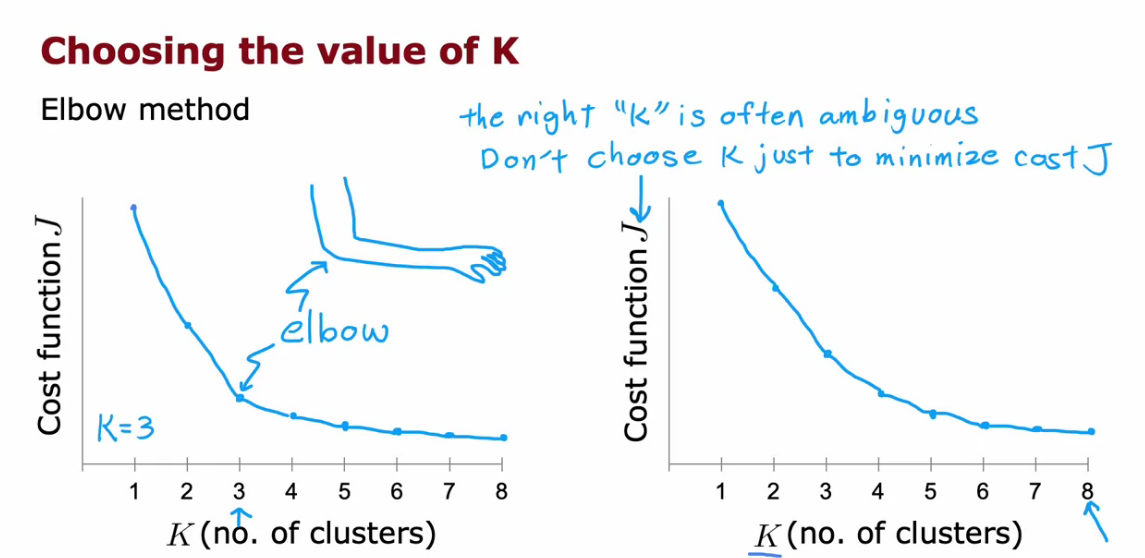 Choosing the value of K
Elbow method
the right "K" is often ambiguous
Don't choose K just to minimize cost J
Cost function J
elbow
K=3
1 2 3 4 5 6 7 8
K (no. of clusters)
Cost function J
1 2 3 4 5 6 7 8
K (no. of clusters)